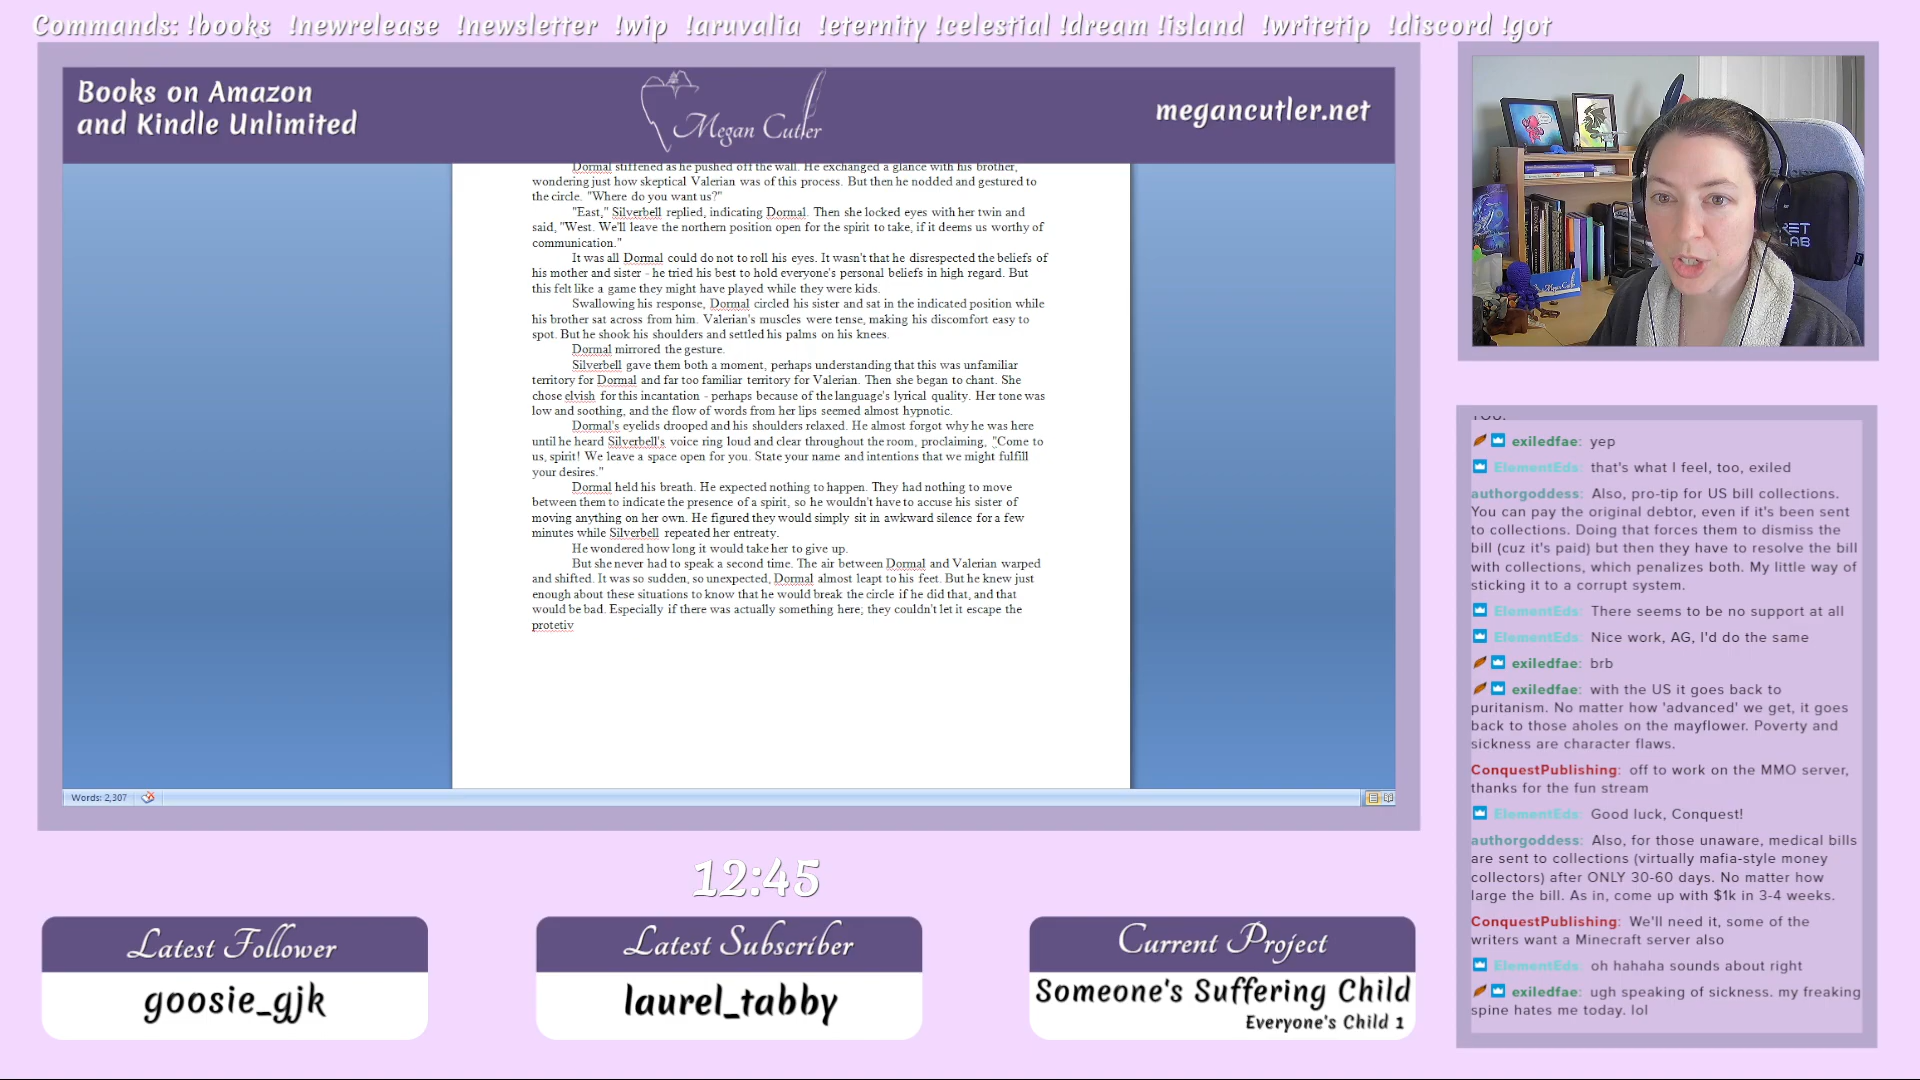 Commands: !books !newrelease !newsletter !wip !aruvalia !eternity !celestial !dream !island !writetip !discord !got
Books on Amazon
and Kindle Unlimited
Megan Cutler
megancutler.net
Dormal stiffened as he pushed off the wall. He exchanged a glance with his brother,
wondering just how skeptical Valerian was of this process. But then he nodded and gestured to
the circle. "Where do you want us?"
"East," Silverbell replied, indicating Dormal. Then she locked eyes with her twin and
said, "West. We'll leave the northern position open for the spirit to take, if it deems us worthy of
communication."
It was all Dormal could do not to roll his eyes. It wasn't that he disrespected the beliefs of
his mother and sister - he tried his best to hold everyone's personal beliefs in high regard. But
this felt like a game they might have played while they were kids.
Swallowing his response, Dormal circled his sister and sat in the indicated position while
his brother sat across from him. Valerian's muscles were tense, making his discomfort easy to
spot. But he shook his shoulders and settled his palms on his knees.
Dormal mirrored the gesture.
Silverbell gave them both a moment, perhaps understanding that this was unfamiliar
territory for Dormal and far too familiar territory for Valerian. Then she began to chant. She
chose elvish for this incantation - perhaps because of the language's lyrical quality. Her tone was
low and soothing, and the flow of words from her lips seemed almost hypnotic.
Dormal's eyelids drooped and his shoulders relaxed. He almost forgot why he was here
until he heard Silverbell's voice ring loud and clear throughout the room, proclaiming, "Come to
us, spirit! We leave a space open for you. State your name and intentions that we might fulfill
your desires."
Dormal held his breath. He expected nothing to happen. They had nothing to move
between them to indicate the presence of a spirit, so he wouldn't have to accuse his sister of
moving anything on her own. He figured they would simply sit in awkward silence for a few
minutes while Silverbell repeated her entreaty.
He wondered how long it would take her to give up.
But she never had to speak a second time. The air between Dormal and Valerian warped
and shifted. It was so sudden, so unexpected, Dormal almost leapt to his feet. But he knew just
enough about these situations to know that he would break the circle if he did that, and that
would be bad. Especially if there was actually something here; they couldn't let it escape the
protetiv
Words: 2,307
12:45
Latest Follower
goosie_gjk
Latest Subscriber
laurel_tabby
Current Project
Someone's Suffering Child
Everyone's Child 1
exiledfae: yep
ElementEds: that's what I feel, too, exiled
authorgoddess: Also, pro-tip for US bill collections.
You can pay the original debtor, even if it's been sent
to collections. Doing that forces them to dismiss the
bill (cuz it's paid) but then they have to resolve the bill
with collections, which penalizes both. My little way of
sticking it to a corrupt system.
ElementEds: There seems to be no support at all
ElementEds: Nice work, AG, I'd do the same
exiledfae: brb
exiledfae: with the US it goes back to
puritanism. No matter how 'advanced' we get, it goes
back to those aholes on the mayflower. Poverty and
sickness are character flaws.
ConquestPublishing: off to work on the MMO server,
thanks for the fun stream
ElementEds: Good luck, Conquest!
authorgoddess: Also, for those unaware, medical bills
are sent to collections (virtually mafia-style money
collectors) after ONLY 30-60 days. No matter how
large the bill. As in, come up with $1k in 3-4 weeks.
ConquestPublishing: We'll need it, some of the
writers want a Minecraft server also
ElementEds: oh hahaha sounds about right
exiledfae: ugh speaking of sickness. my freaking
spine hates me today. lol